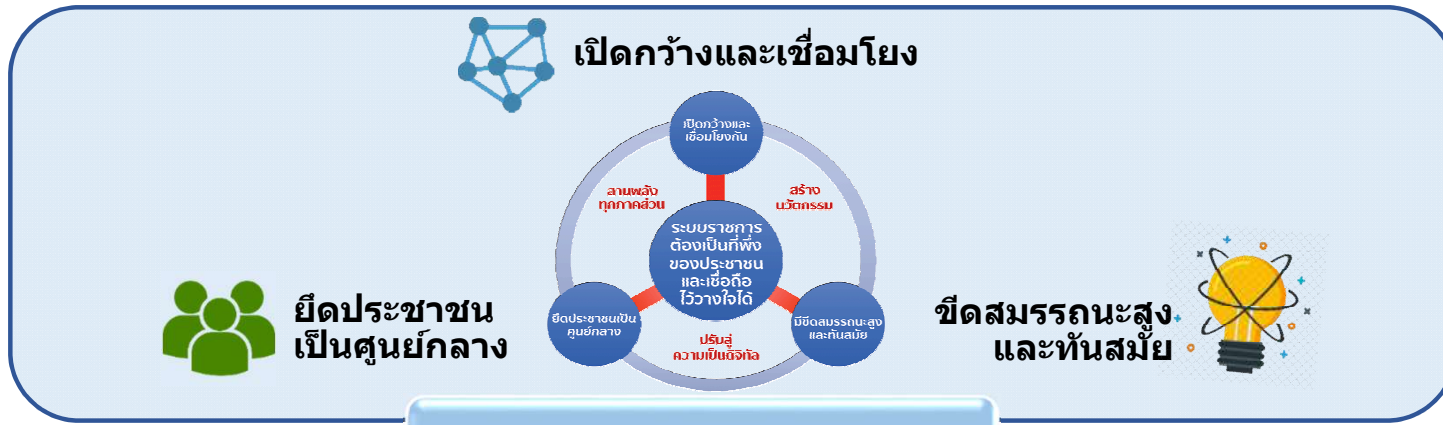 เปิดกว้างและเชื่อมโยง
เปิดกว้างและ
เชื่อมโยงกัน
สานพลัง
ทุกภาคส่วน
สร้าง
นวัตกรรม
ระบบราชการ
ต้องเป็นที่พึ่ง
ของประชาชน
และเชื่อถือ
ไว้วางใจได้
ยึดประชาชน
เป็นศูนย์กลาง
ยึดประชาชนเป็น
ศูนย์กลาง
มีขีดสมรรถนะสูง
และทันสมัย
ขีดสมรรถนะสูง
และทันสมัย
ปรับสู่
ความเป็นดิจิทัล